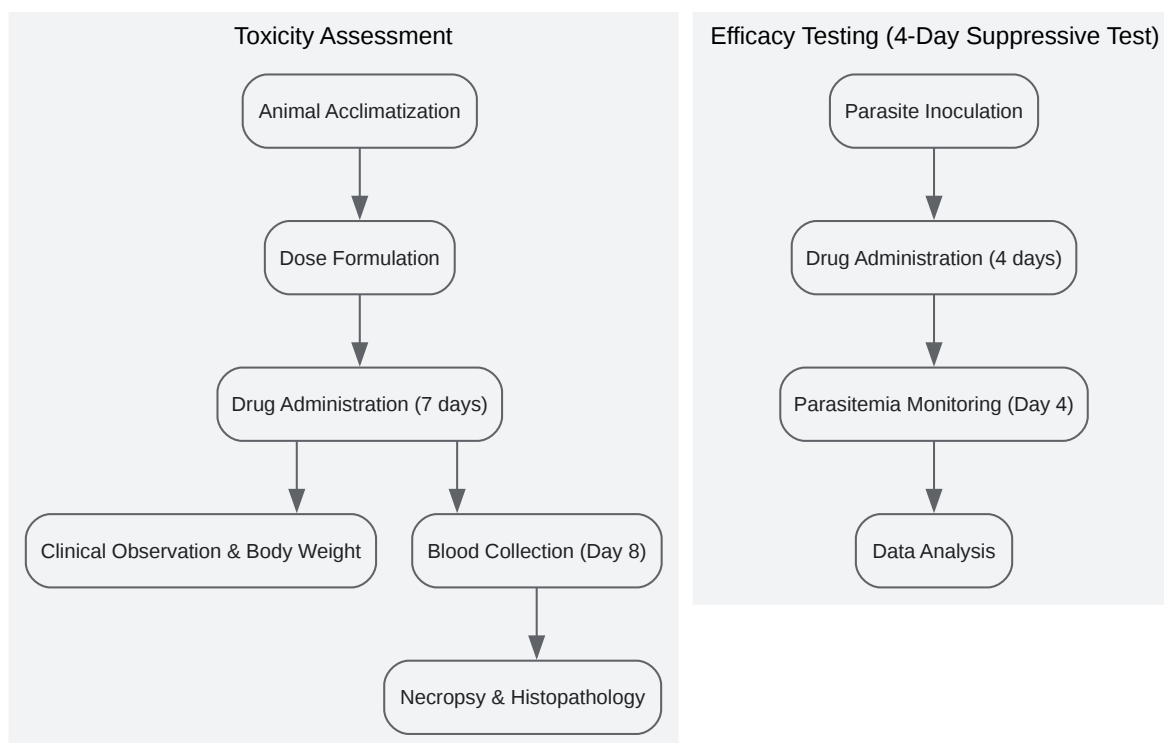 Toxicity Assessment
Animal Acclimatization
Dose Formulation
Drug Administration (7 days)
Clinical Observation & Body Weight
Blood Collection (Day 8)
Necropsy & Histopathology
Efficacy Testing (4-Day Suppressive Test)
Parasite Inoculation
Drug Administration (4 days)
Parasitemia Monitoring (Day 4)
Data Analysis